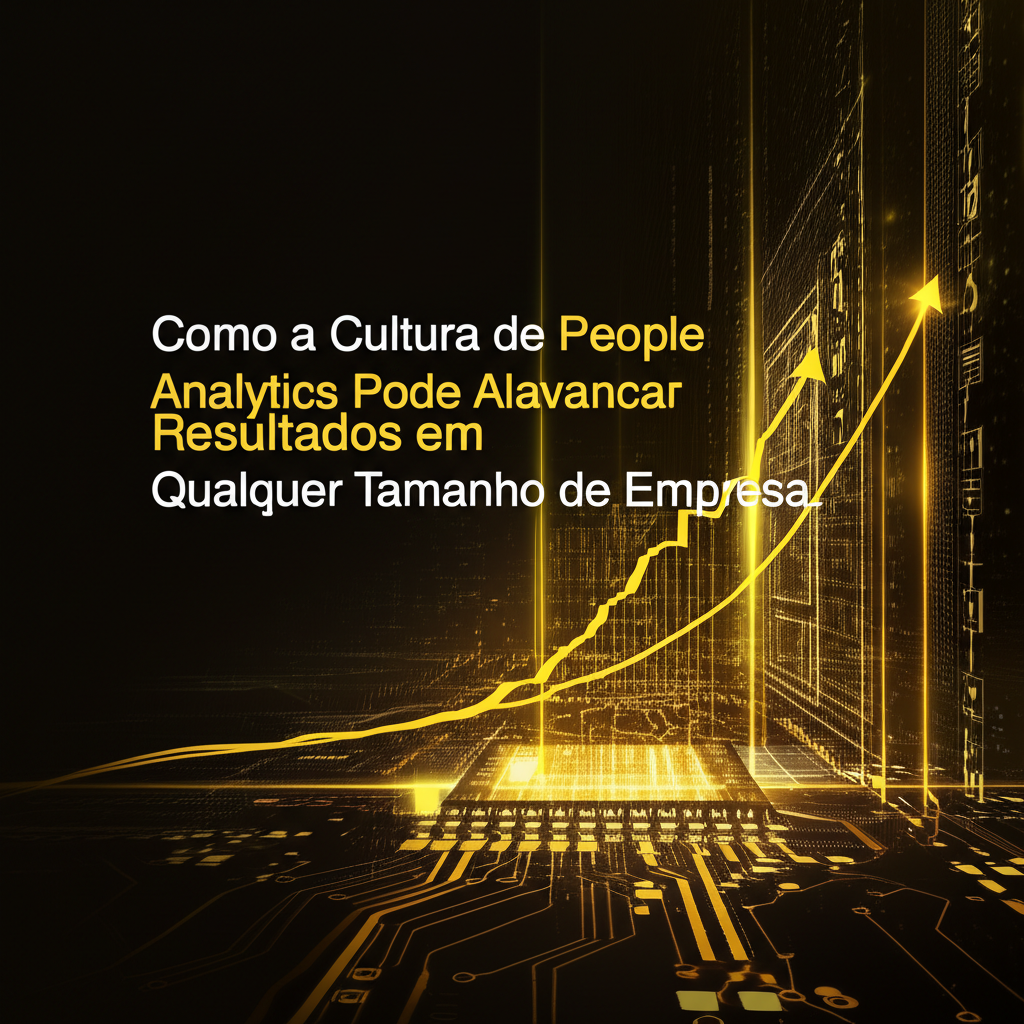 Como a Cultura de People
Analytics Pode Alavancar
Resultados em
Qualquer Tamanho de Empresa.